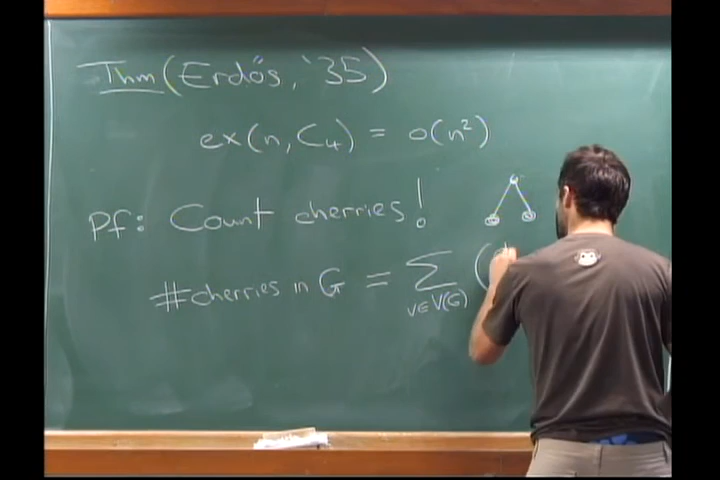 Thm (Erdős, '35)
ex(n, C₄) = o(n²)
pf: Count cherries!
#cherries in G = ∑ (
v∈V(G)